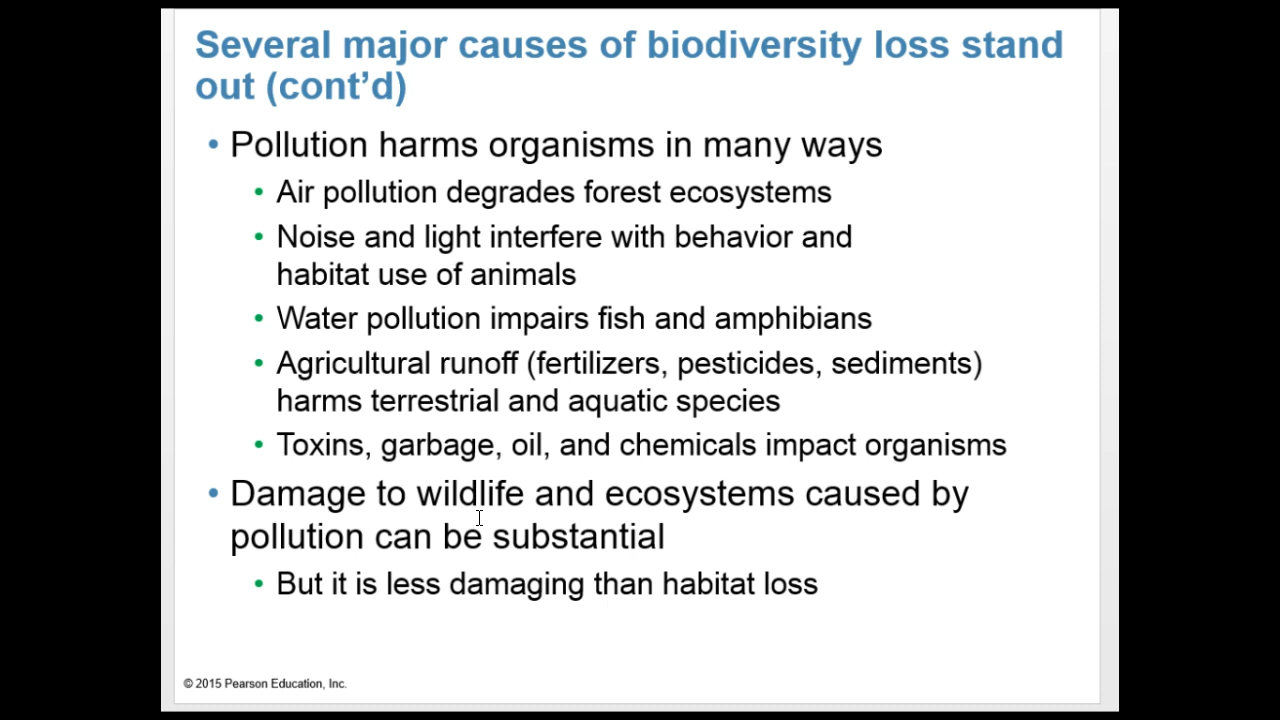 Several major causes of biodiversity loss stand
out (cont’d)
• Pollution harms organisms in many ways
• Air pollution degrades forest ecosystems
• Noise and light interfere with behavior and
habitat use of animals
• Water pollution impairs fish and amphibians
• Agricultural runoff (fertilizers, pesticides, sediments)
harms terrestrial and aquatic species
• Toxins, garbage, oil, and chemicals impact organisms
• Damage to wildlife and ecosystems caused by
pollution can be substantial
• But it is less damaging than habitat loss
© 2015 Pearson Education, Inc.